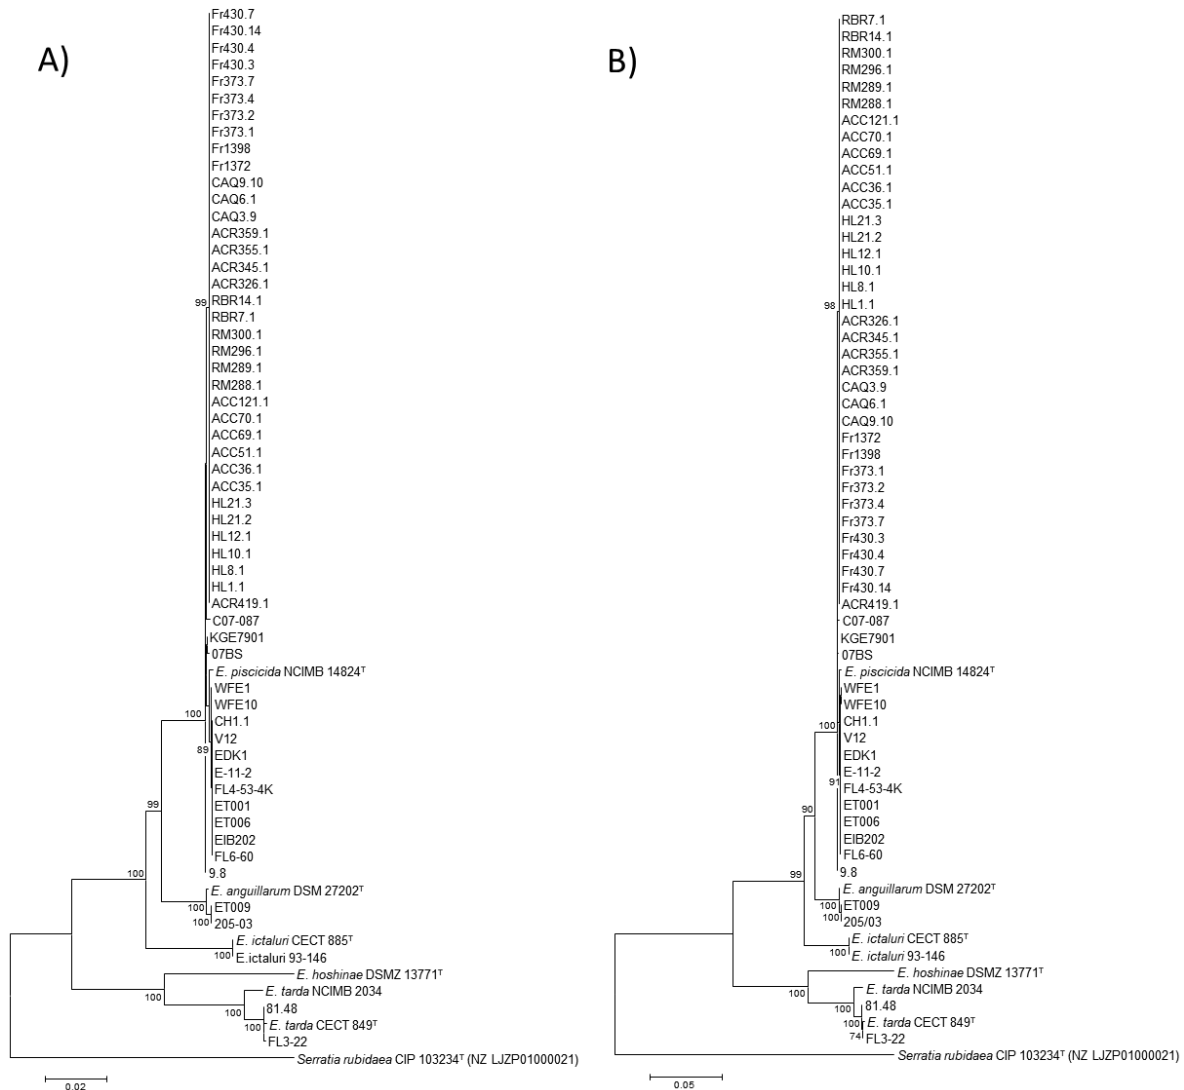 A)
Fr430.7
Fr430.14
Fr430.4
Fr430.3
Fr373.7
Fr373.4
Fr373.2
Fr373.1
Fr1398
Fr1372
CAQ9.10
CAQ6.1
CAQ3.9
ACR359.1
ACR355.1
ACR345.1
ACR326.1
99
RBR14.1
RBR7.1
RM300.1
RM296.1
RM289.1
RM288.1
ACC121.1
ACC70.1
ACC69.1
ACC51.1
ACC36.1
ACC35.1
HL21.3
HL21.2
HL12.1
HL10.1
HL8.1
HL1.1
ACR419.1
C07-087
KGE7901
07BS
E. piscicida NCIMB 14824ᵀ
WFE1
WFE10
100
CH1.1
V12
89
EDK1
E-11-2
FL4-53-4K
99
ET001
ET006
EIB202
FL6-60
100
9.8
E. anguillarum DSM 27202ᵀ
100
ET009
100
205-03
E. ictaluri CECT 885ᵀ
100
E.ictaluri 93-146
E. hoshinae DSMZ 13771ᵀ
100
E. tarda NCIMB 2034
100
81.48
100
E. tarda CECT 849ᵀ
FL3-22
Serratia rubidaea CIP 103234ᵀ (NZ LJZP01000021)
0.02
B)
RBR7.1
RBR14.1
RM300.1
RM296.1
RM289.1
RM288.1
ACC121.1
ACC70.1
ACC69.1
ACC51.1
ACC36.1
ACC35.1
HL21.3
HL21.2
HL12.1
HL10.1
HL8.1
98
HL1.1
ACR326.1
ACR345.1
ACR355.1
ACR359.1
CAQ3.9
CAQ6.1
CAQ9.10
Fr1372
Fr1398
Fr373.1
Fr373.2
Fr373.4
Fr373.7
Fr430.3
Fr430.4
Fr430.7
Fr430.14
ACR419.1
C07-087
KGE7901
07BS
E. piscicida NCIMB 14824ᵀ
WFE1
WFE10
100
CH1.1
V12
EDK1
E-11-2
91
FL4-53-4K
90
ET001
ET006
EIB202
FL6-60
99
9.8
E. anguillarum DSM 27202ᵀ
100
ET009
100
205/03
E. ictaluri CECT 885ᵀ
100
E. ictaluri 93-146
E. hoshinae DSMZ 13771ᵀ
100
E. tarda NCIMB 2034
81.48
100
E. tarda CECT 849ᵀ
74
FL3-22
Serratia rubidaea CIP 103234ᵀ (NZ LJZP01000021)
0.05